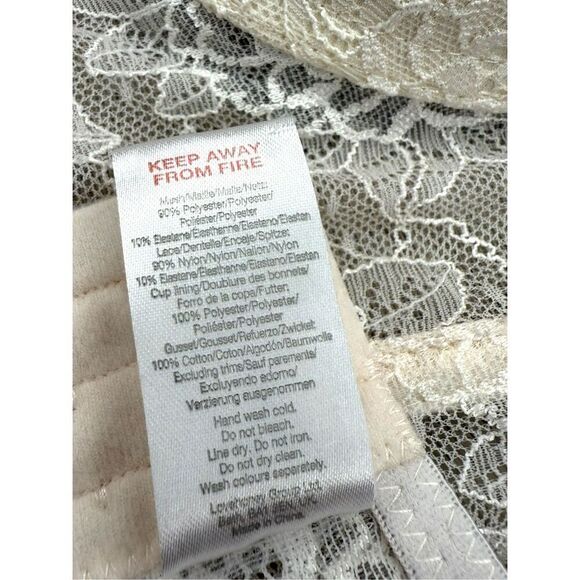 KEEP AWAY
FROM FIRE
Mesh/Maille/Malla/Netz:
90% Polyester/Polyester/
Poliéster/Polyester
10% Elastane/Elasthanne/Elastano/Elastan
Lace/Dentelle/Encaje/Spitze:
90% Nylon/Nylon/Nailon/Nylon
10% Elastane/Elasthanne/Elastano/Elastan
Cup lining/Doublure des bonnets/
Forro de la copa/Futter:
100% Polyester/Polyester/
Poliéster/Polyester
Gusset/Gousset/Refuerzo/Zwickel
100% Cotton/Coton/Algodón/Baumwolle
Excluding trims/Sauf parements/
Excluyendo adorno/
Verzierung ausgenommen
Hand wash cold.
Do not bleach.
Line dry. Do not iron.
Do not dry clean.
Wash colours separately.
Lovehoney Group Ltd.
Made in China.